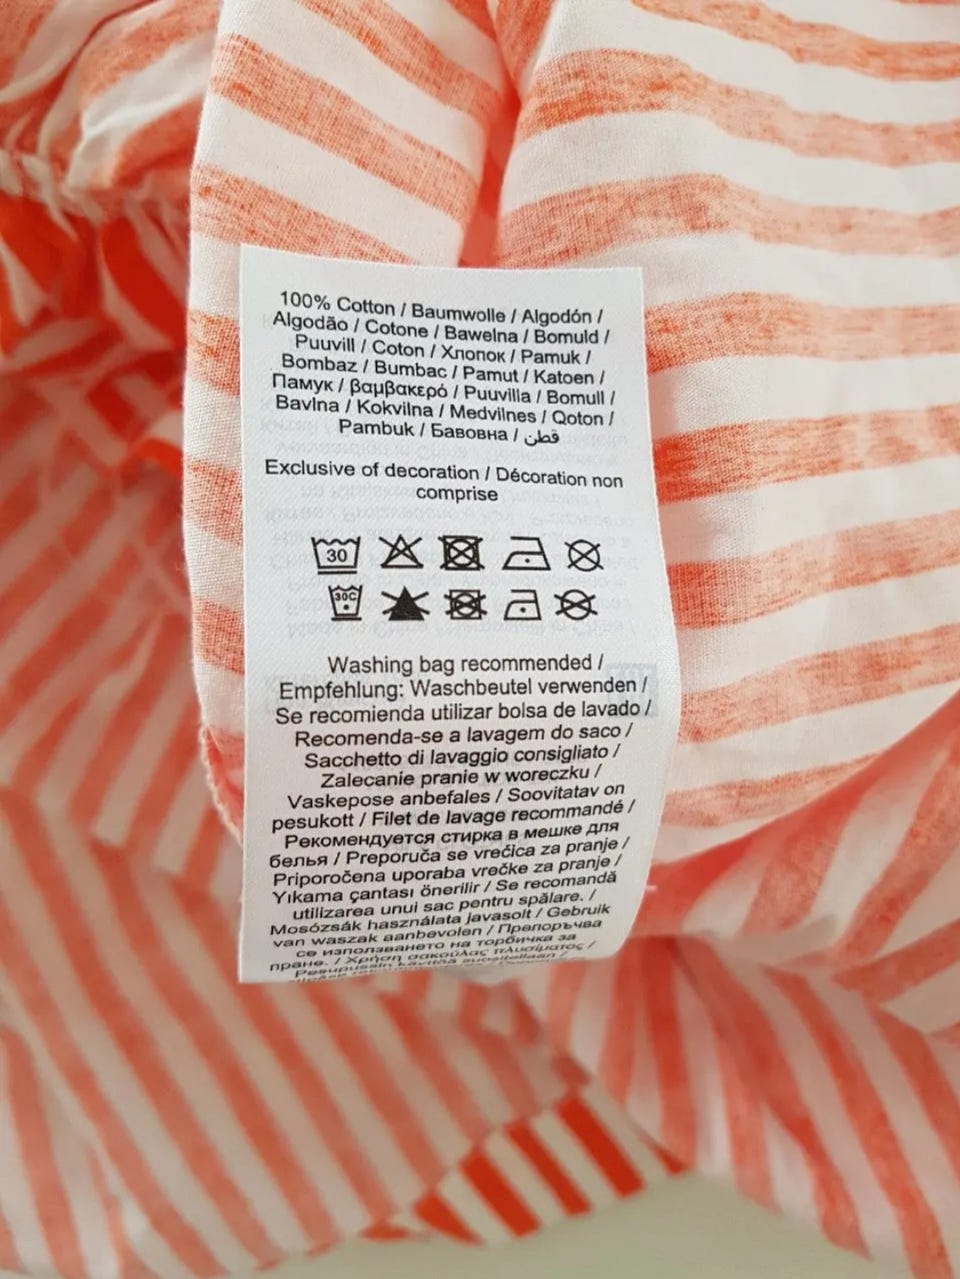 100% Cotton / Baumwolle / Algodón /
Algodão / Cotone / Bawełna / Bomuld /
Puuvill / Coton / Хлопок / Pamuk /
Bombaz / Bumbac / Pamut / Katoen /
Памук / βαμβακερό / Puuvilla / Bomull /
Bavlna / Kokvilna / Medvilnes / Qoton /
Pambuk / Бавовна / قطن
Exclusive of decoration / Décoration non
comprise
30
30C
Washing bag recommended /
Empfehlung: Waschbeutel verwenden /
Se recomienda utilizar bolsa de lavado /
Recomenda-se a lavagem do saco /
Sacchetto di lavaggio consigliato /
Zalecanie pranie w woreczku /
Vaskepose anbefales / Soovitatav on
pesukott / Filet de lavage recommandé /
Рекомендуется стирка в мешке для
белья / Preporuča se vrećica za pranje /
Priporočena uporaba vrečke za pranje /
Yıkama çantası önerilir / Se recomandă
utilizarea unui sac pentru spălare. /
Mosózsák használata javasolt / Gebruik
van waszak aanbevolen / Препоръчва
се използването на торбичка за
пране. / Χρήση σακούλας πλυσίματος /
Pesupussin käyttöä suositellaan /